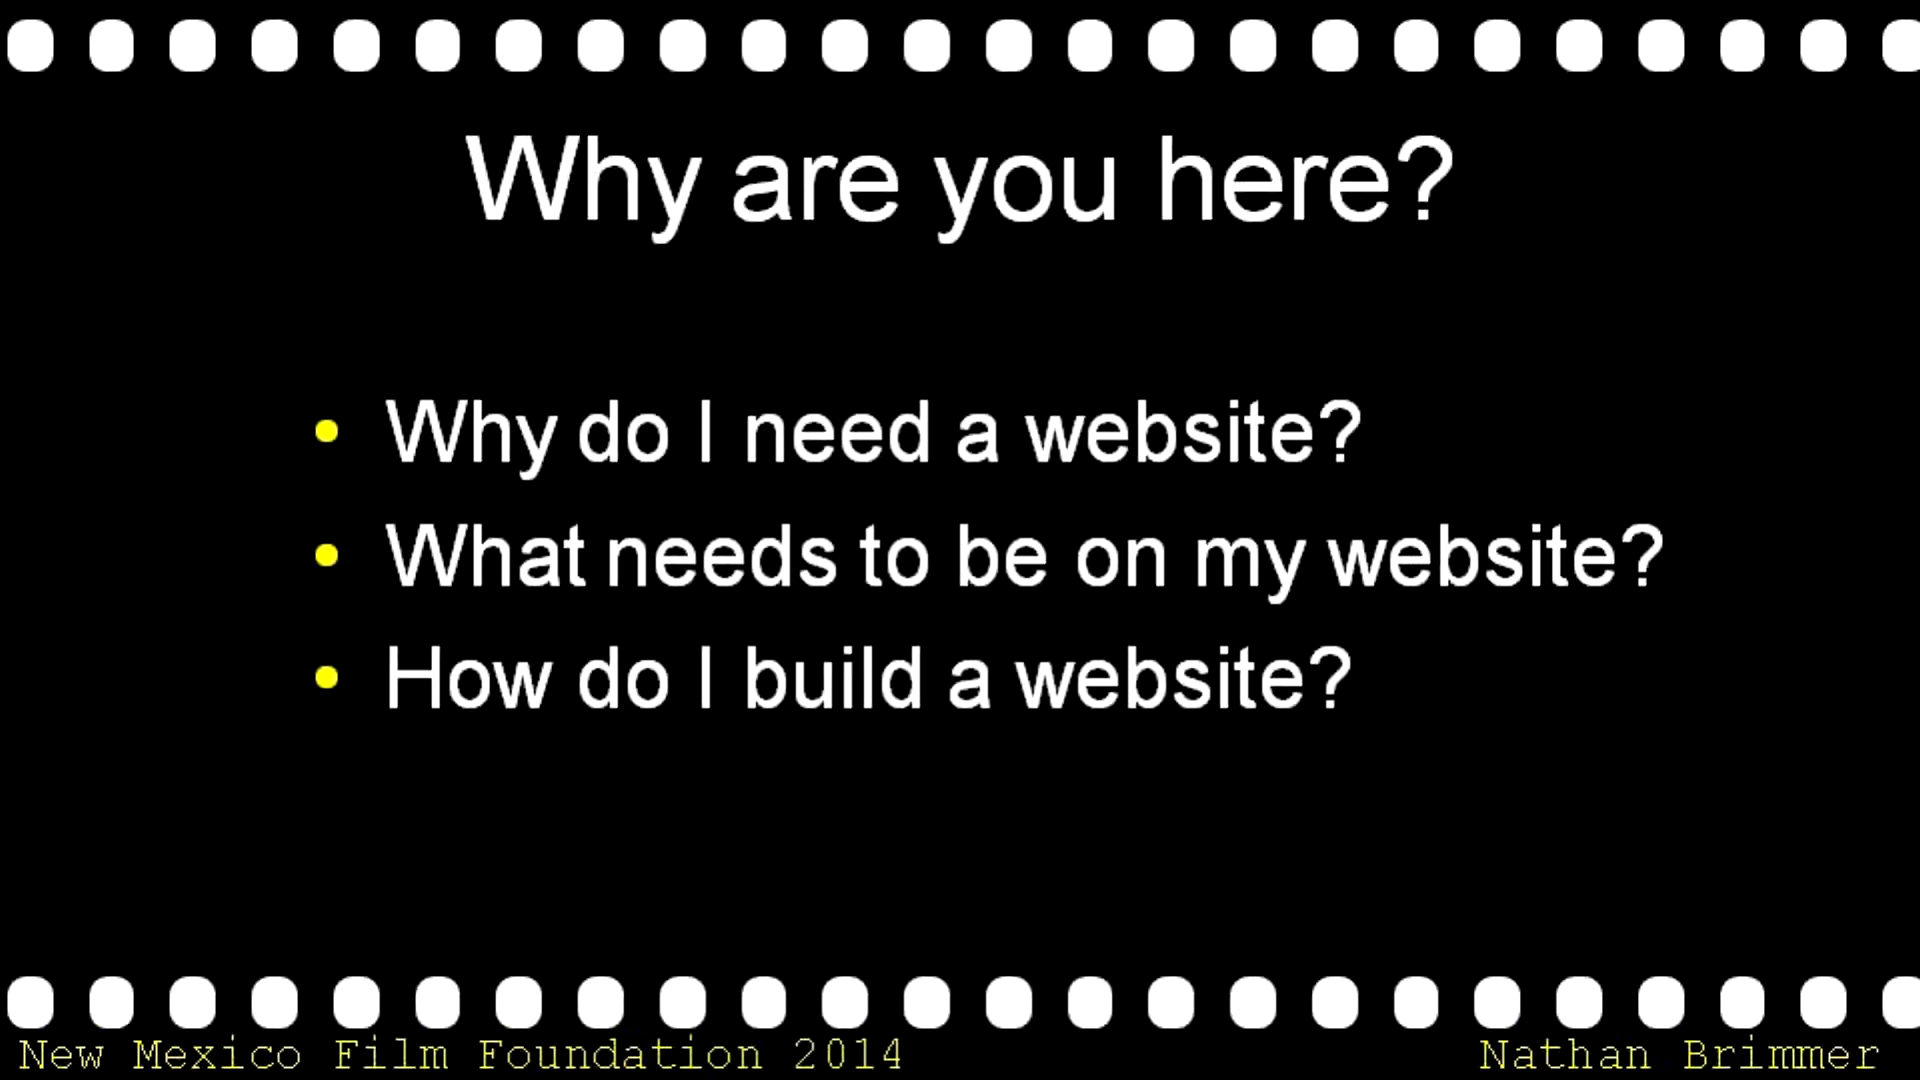 Why are you here?
• Why do I need a website?
• What needs to be on my website?
• How do I build a website?
New Mexico Film Foundation 2014
Nathan Brimmer